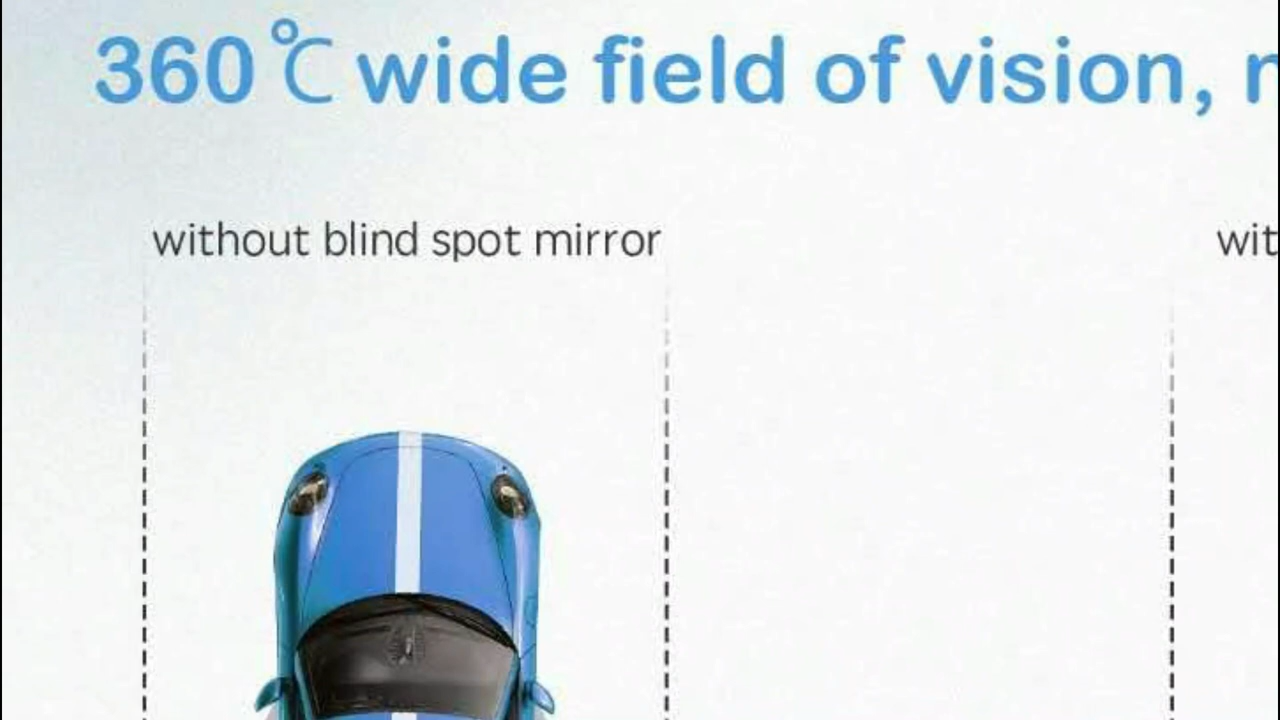 360℃ wide field of vision,
without blind spot mirror